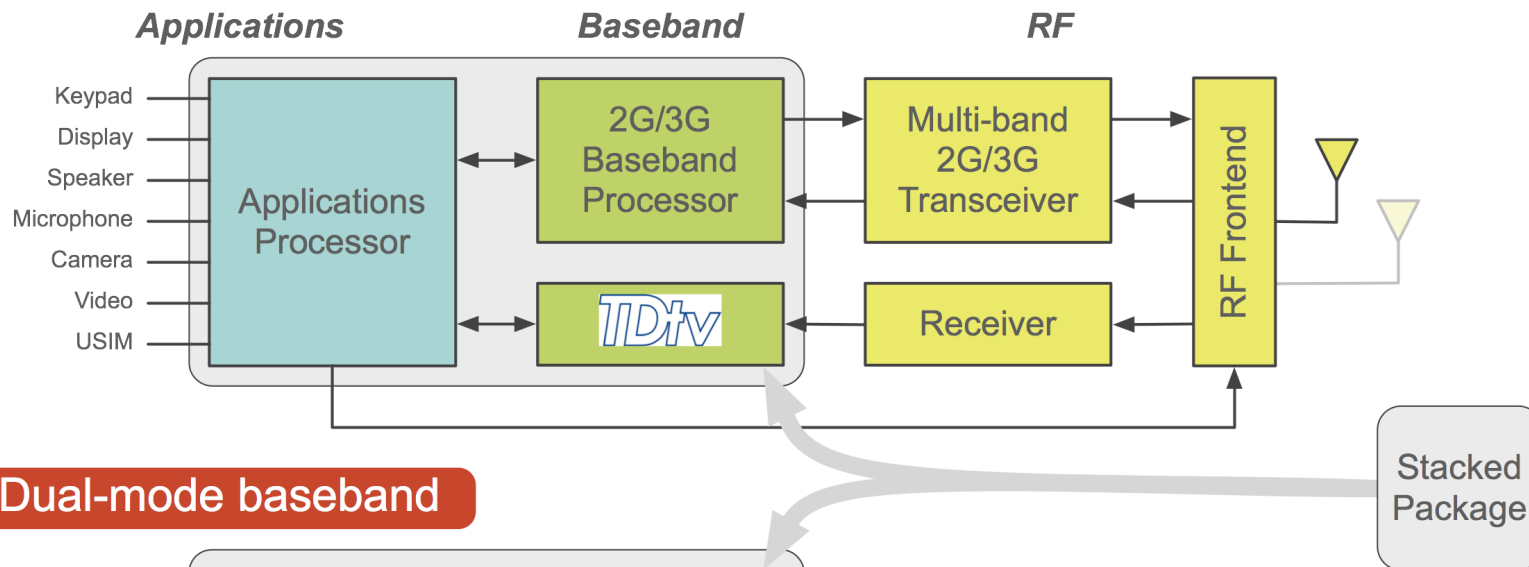 Applications
Baseband
RF
Keypad
Display
Speaker
Microphone
Camera
Video
USIM
Applications
Processor
2G/3G
Baseband
Processor
TDtv
Multi-band
2G/3G
Transceiver
Receiver
RF Frontend
Dual-mode baseband
Stacked
Package